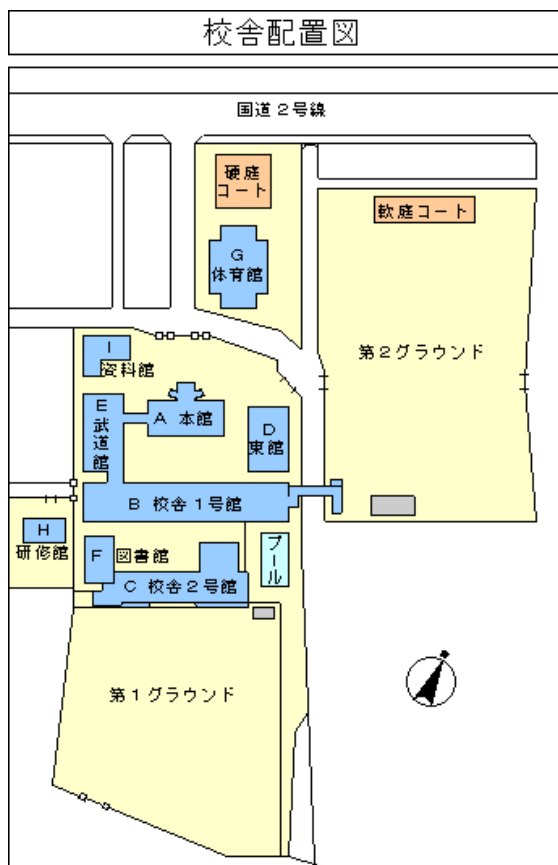 校舎配置図
国道2号線
硬庭
コート
軟庭コート
G
体育館
第2グラウンド
I
資料館
E
武道館
A 本館
D
東館
B 校舎1号館
H
研修館
F 図書館
プール
C 校舎2号館
第1グラウンド